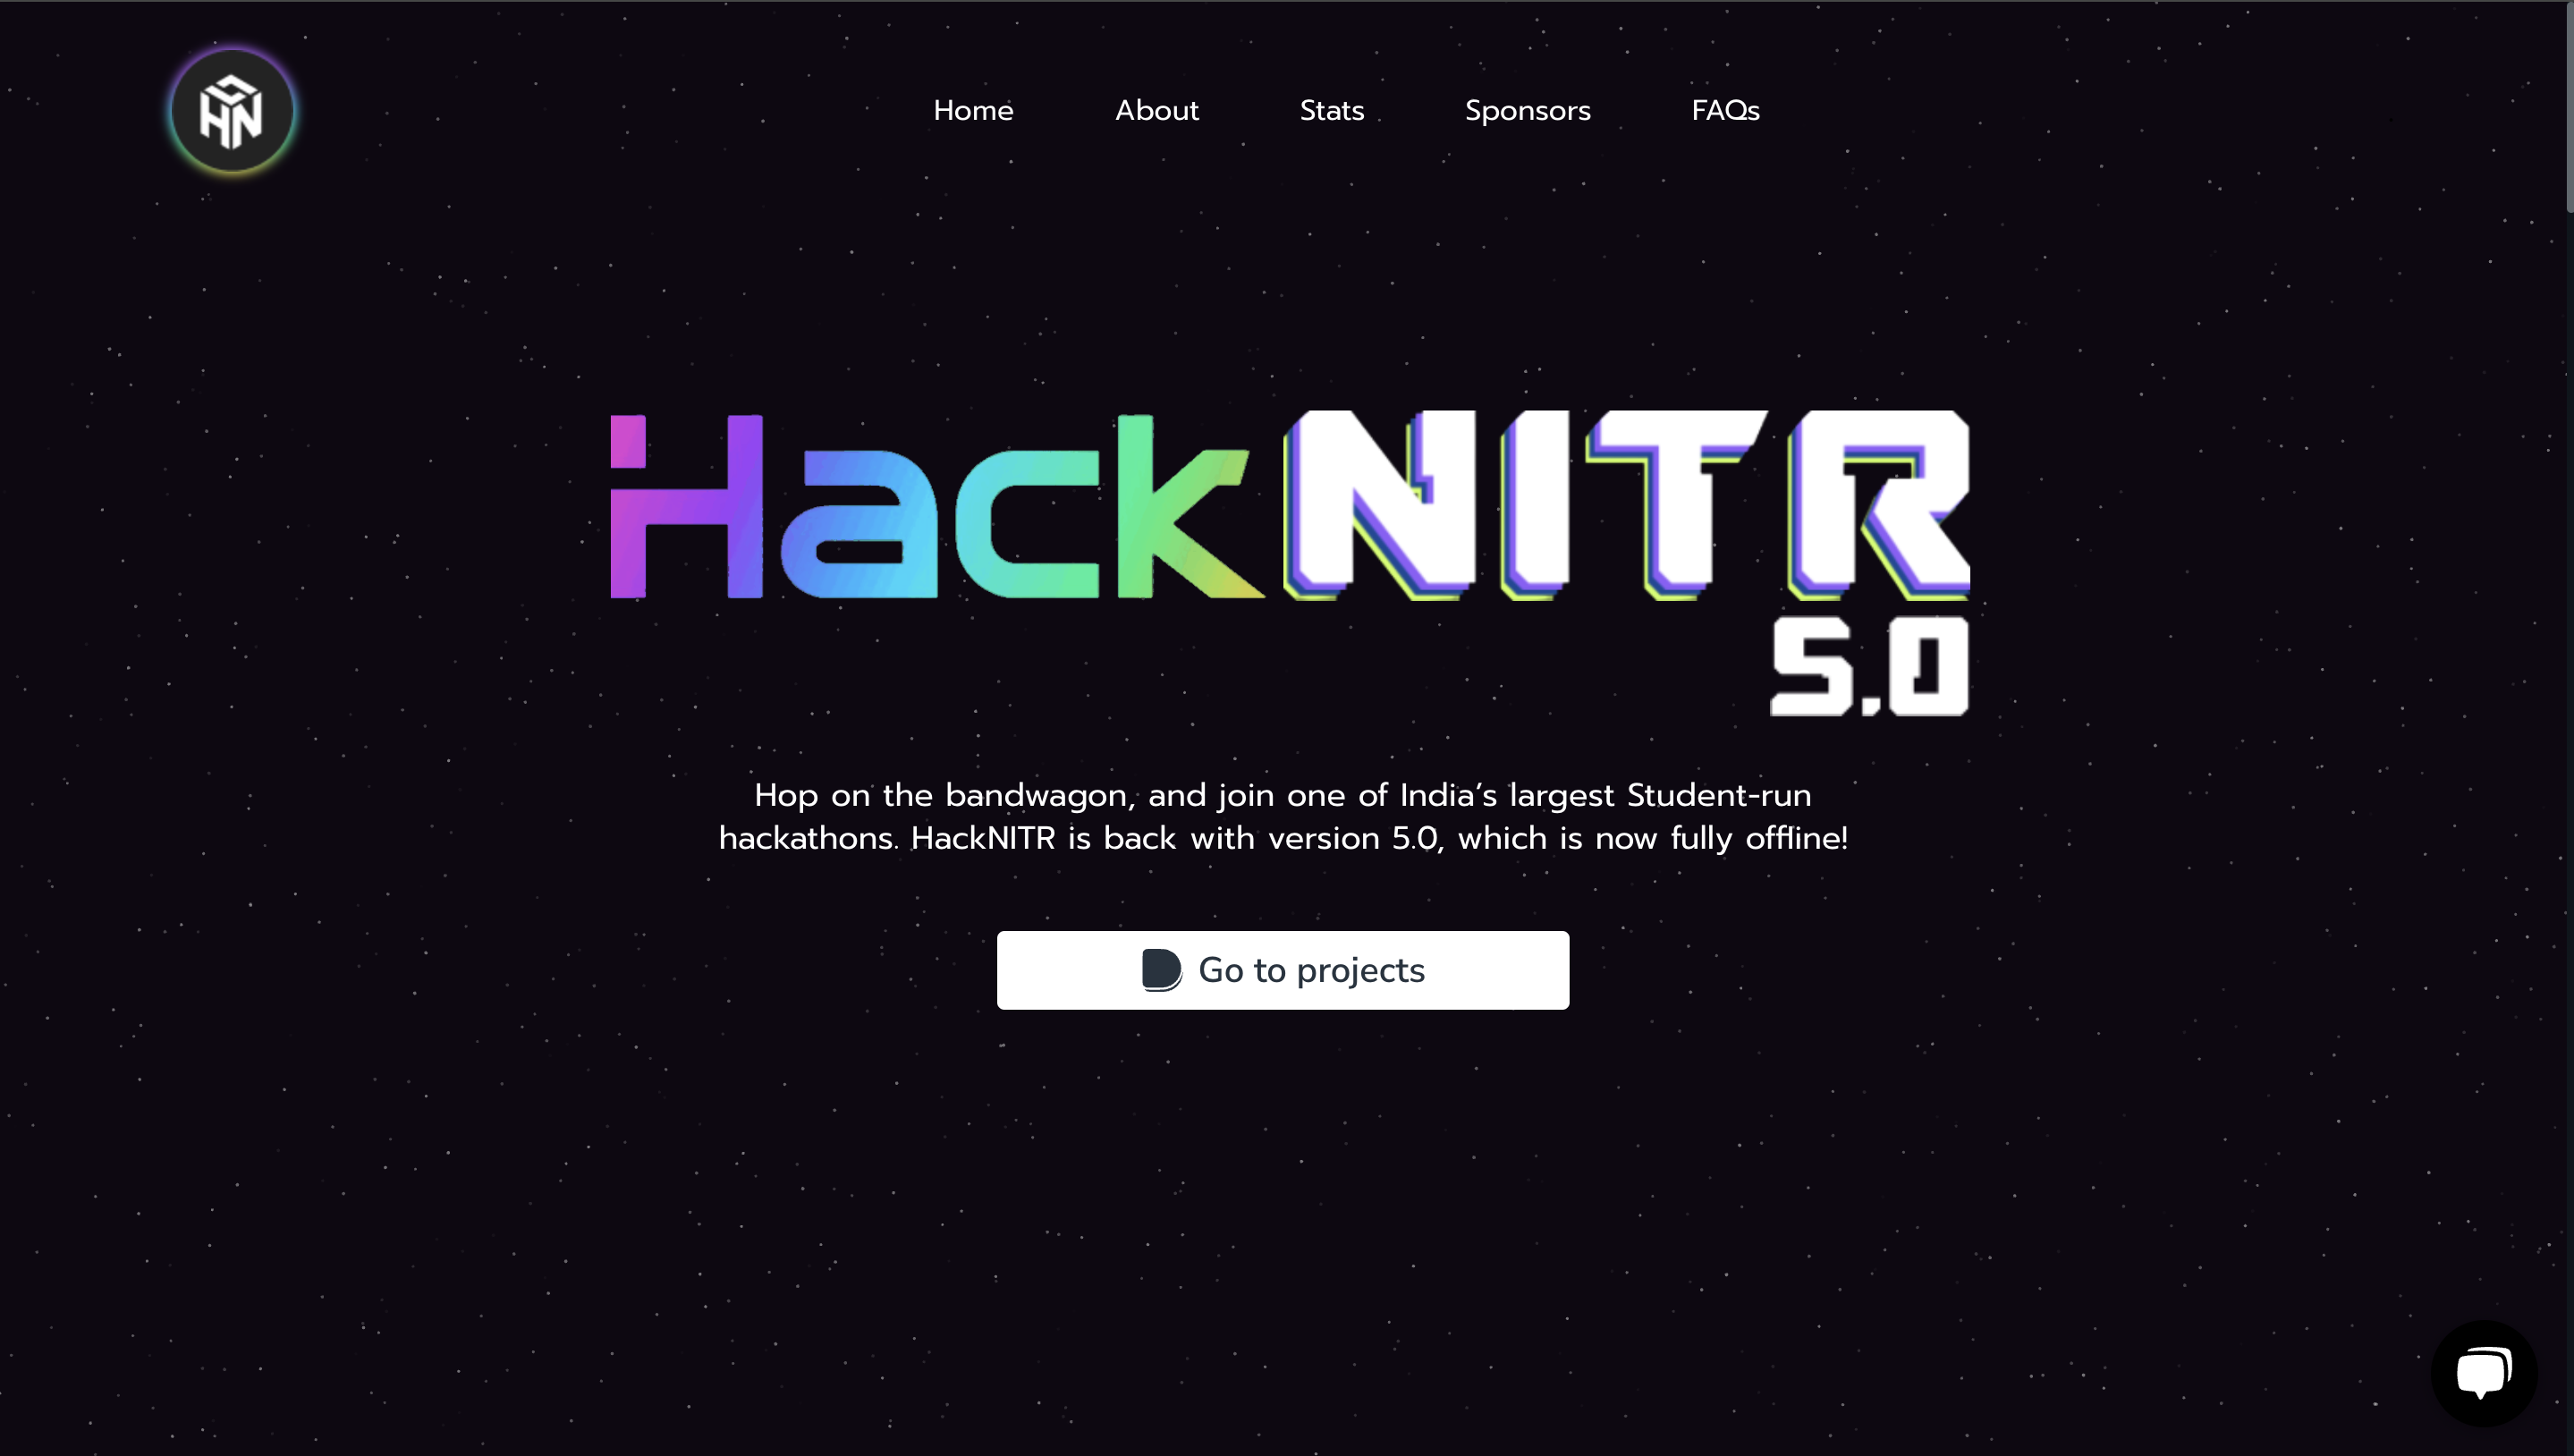 HN
Home
About
Stats
Sponsors
FAQs
HackNITR
5.0
Hop on the bandwagon, and join one of India’s largest Student-run
hackathons. HackNITR is back with version 5.0, which is now fully offline!
Go to projects